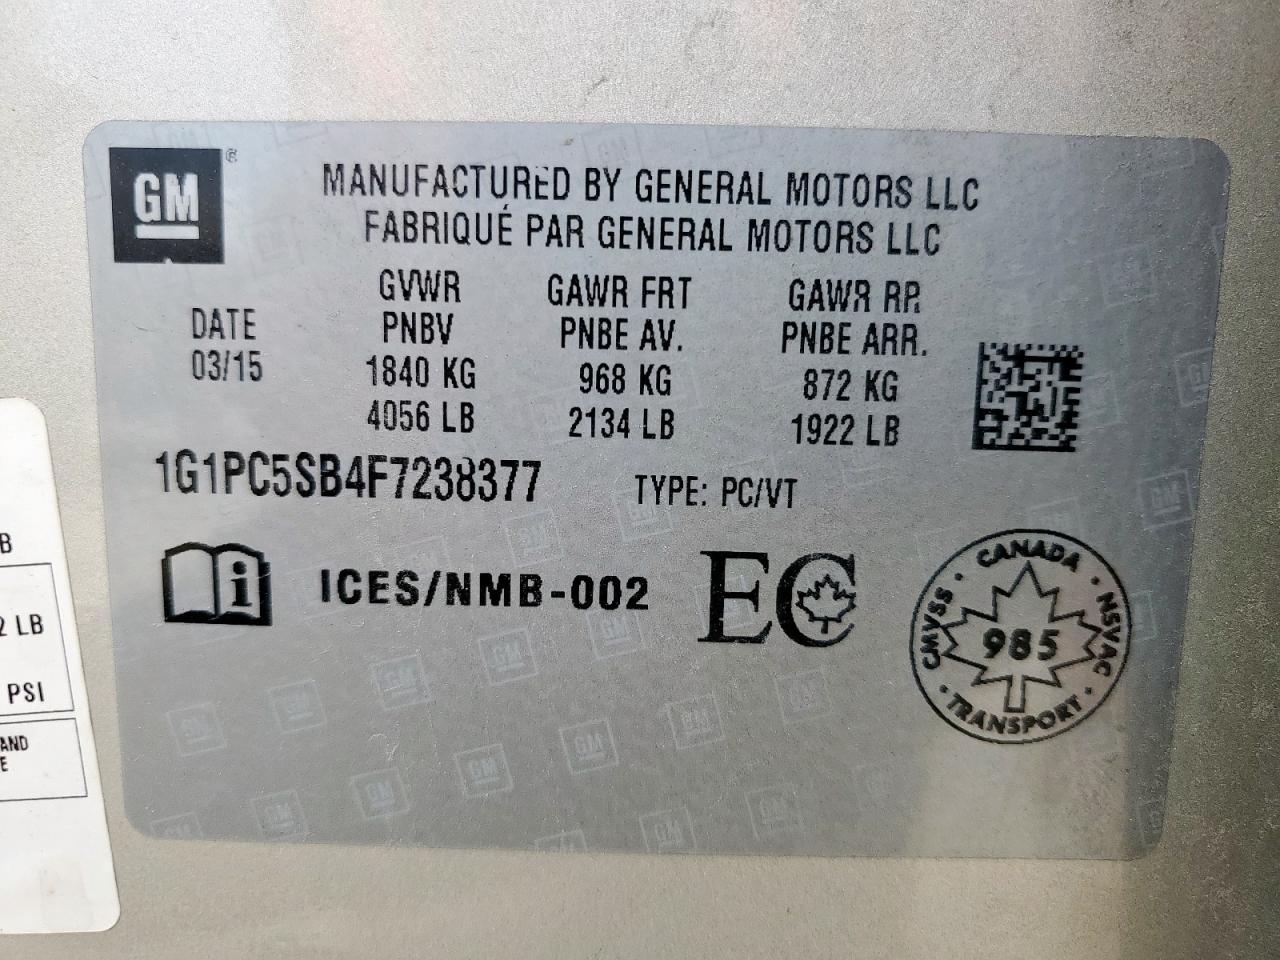 GM
®
MANUFACTURED BY GENERAL MOTORS LLC
FABRIQUÉ PAR GENERAL MOTORS LLC
GVWR GAWR FRT GAWR RR
DATE PNBV PNBE AV. PNBE ARR.
03/15 1840 KG 968 KG 872 KG
4056 LB 2134 LB 1922 LB
1G1PC5SB4F7238377 TYPE: PC/VT
i ICES/NMB-002 EC
CANADA
CMVSS · NSVAC
985
TRANSPORT
B
2 LB
PSI
AND
E